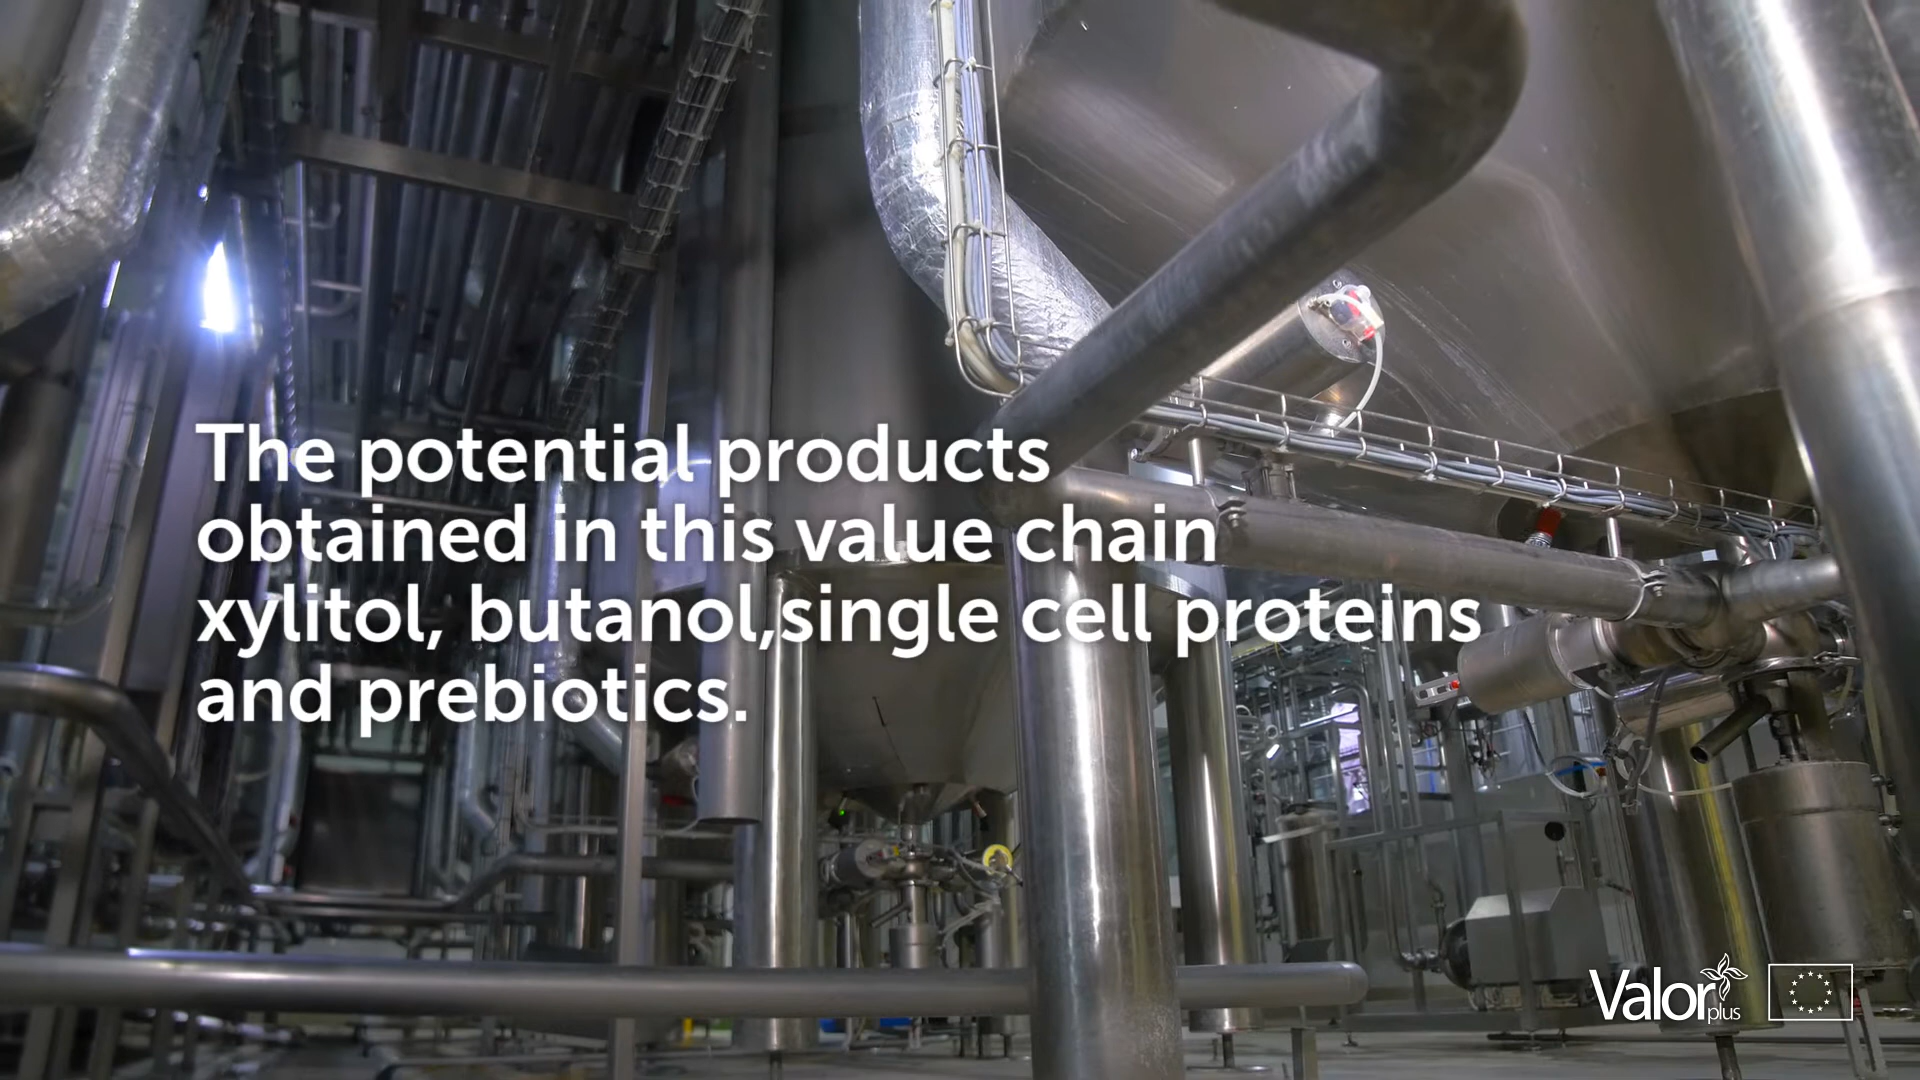 The potential products
obtained in this value chain
xylitol, butanol,single cell proteins
and prebiotics.
Valor plus